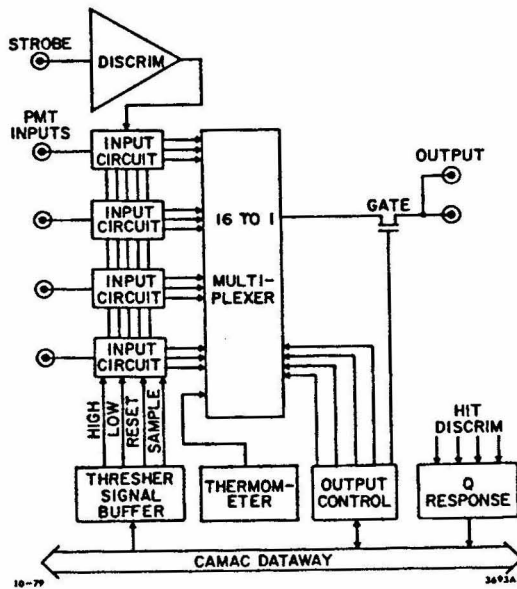 STROBE
DISCRIM
PMT
INPUTS
INPUT
CIRCUIT
INPUT
CIRCUIT
INPUT
CIRCUIT
INPUT
CIRCUIT
16 TO 1
MULTI-
PLEXER
OUTPUT
GATE
HIGH
LOW
RESET
SAMPLE
THRESHER
SIGNAL
BUFFER
THERMOM-
ETER
OUTPUT
CONTROL
HIT
DISCRIM
Q
RESPONSE
CAMAC DATAWAY
10-79
3693A